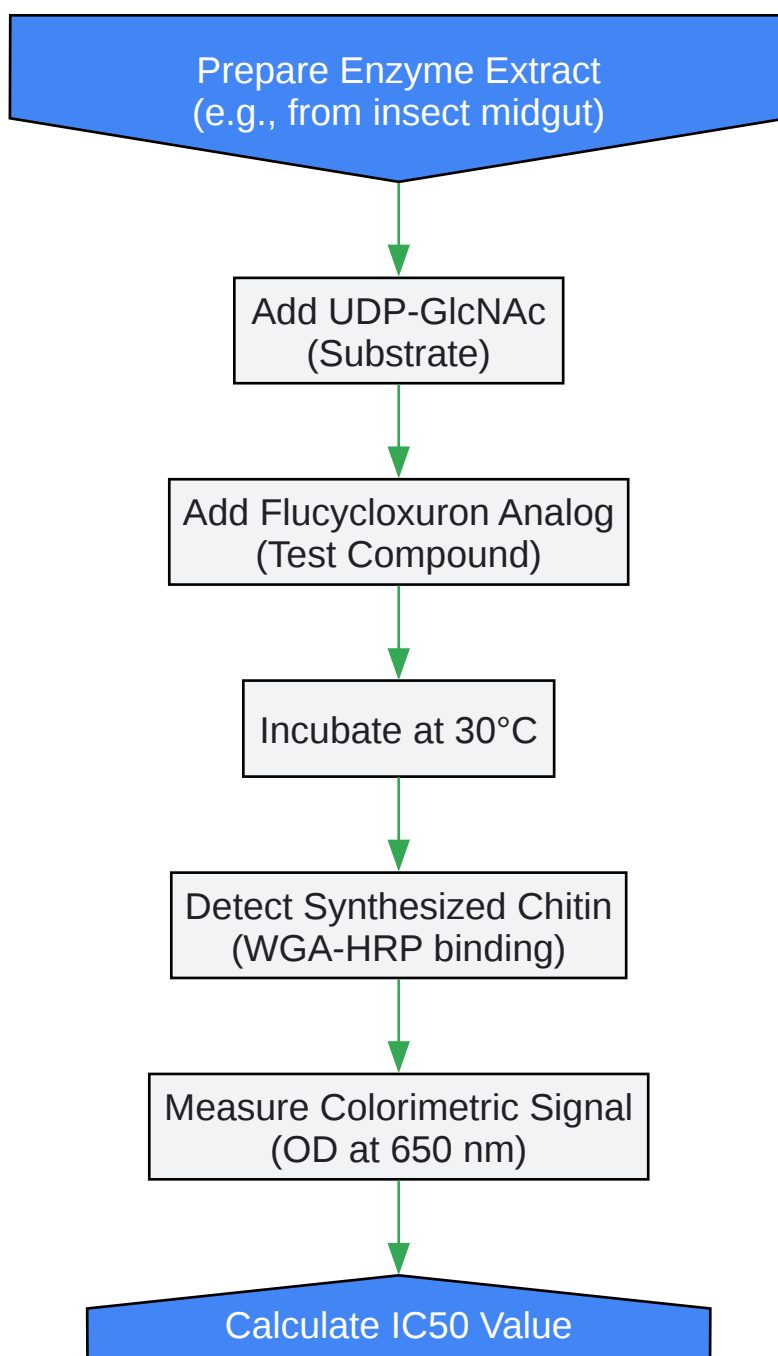 Prepare Enzyme Extract
(e.g., from insect midgut)
Add UDP-GlcNAc
(Substrate)
Add Flucycloxuron Analog
(Test Compound)
Incubate at 30°C
Detect Synthesized Chitin
(WGA-HRP binding)
Measure Colorimetric Signal
(OD at 650 nm)
Calculate IC50 Value